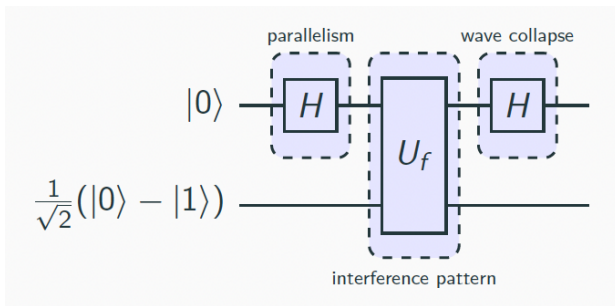 parallelism
wave collapse
|0⟩
H
H
U_f
1/√2(|0⟩ − |1⟩)
interference pattern